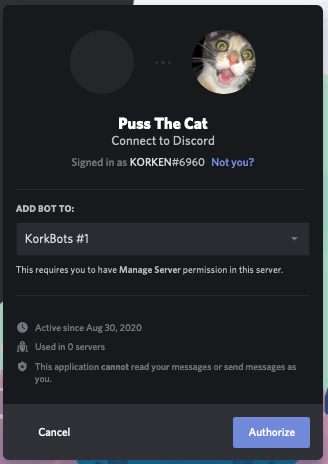 Puss The Cat
Connect to Discord
Signed in as KORKEN#6960 Not you?
ADD BOT TO:
KorkBots #1
This requires you to have Manage Server permission in this server.
Active since Aug 30, 2020
Used in 0 servers
This application cannot read your messages or send messages as
you.
Cancel
Authorize